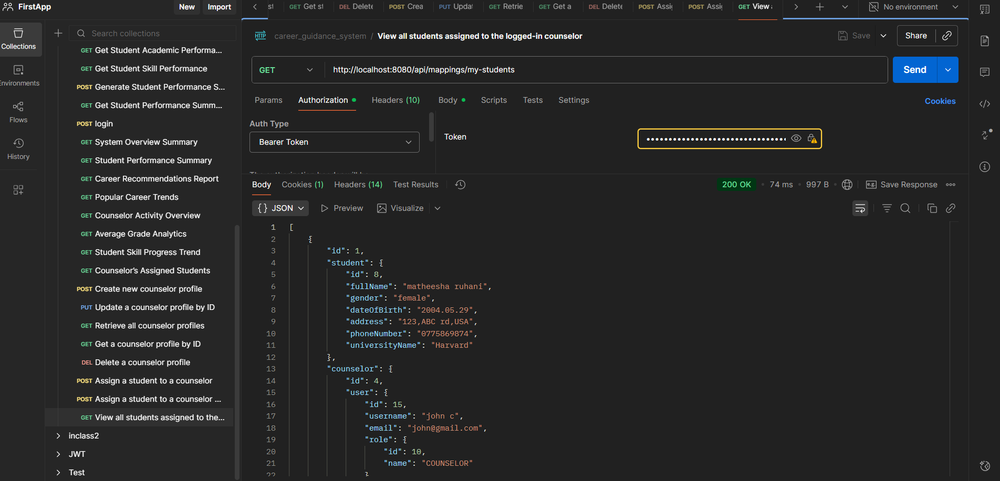 FirstApp
New
Import
GET Get st
DEL Delete
POST Crea
PUT Updat
GET Retrie
GET Get a
DEL Delete
POST Assig
POST Assig
GET View a
No environment
Collections
Environments
Flows
History
Search collections
GET Get Student Academic Performa...
GET Get Student Skill Performance
POST Generate Student Performance S...
GET Get Student Performance Summ...
POST login
GET System Overview Summary
GET Student Performance Summary
GET Career Recommendations Report
GET Popular Career Trends
GET Counselor Activity Overview
GET Average Grade Analytics
GET Student Skill Progress Trend
GET Counselor’s Assigned Students
POST Create new counselor profile
PUT Update a counselor profile by ID
GET Retrieve all counselor profiles
GET Get a counselor profile by ID
DEL Delete a counselor profile
POST Assign a student to a counselor
POST Assign a student to a counselor ...
GET View all students assigned to the...
inclass2
JWT
Test
HTTP career_guidance_system / View all students assigned to the logged-in counselor
Save
Share
GET
http://localhost:8080/api/mappings/my-students
Send
Params
Authorization
Headers (10)
Body
Scripts
Tests
Settings
Cookies
Auth Type
Bearer Token
Token
Body
Cookies (1)
Headers (14)
Test Results
200 OK
74 ms
997 B
e.g. Save Response
{} JSON
Preview
Visualize
1 [
2 {
3 "id": 1,
4 "student": {
5 "id": 8,
6 "fullName": "matheesha ruhani",
7 "gender": "female",
8 "dateOfBirth": "2004.05.29",
9 "address": "123,ABC rd,USA",
10 "phoneNumber": "0775869874",
11 "universityName": "Harvard"
12 },
13 "counselor": {
14 "id": 4,
15 "user": {
16 "id": 15,
17 "username": "john c",
18 "email": "john@gmail.com",
19 "role": {
20 "id": 10,
21 "name": "COUNSELOR"
22 }